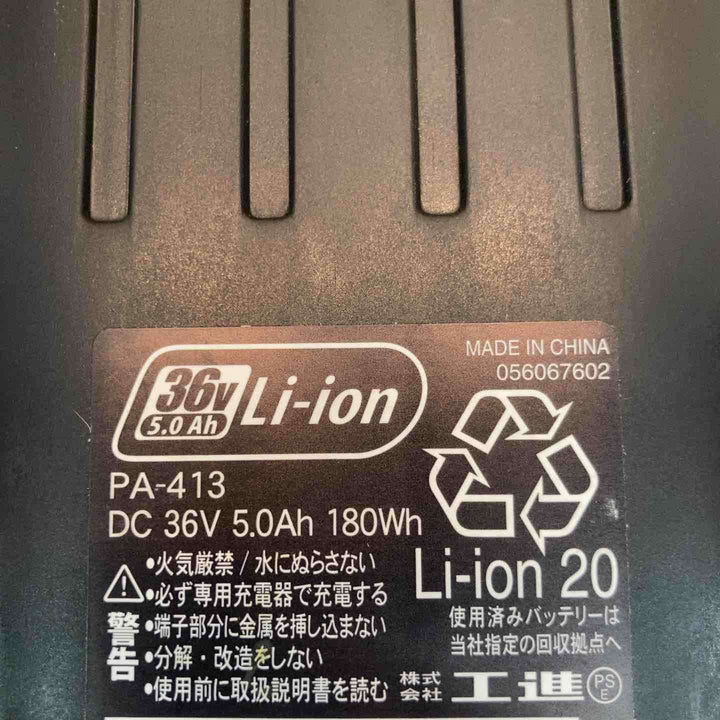 36V
5.0 Ah
Li-ion
MADE IN CHINA
056067602
PA-413
DC 36V 5.0Ah 180Wh
Li-ion 20
使用済みバッテリーは
当社指定の回収拠点へ
警告
•火気厳禁 / 水にぬらさない
•必ず専用充電器で充電する
•端子部分に金属を挿し込まない
•分解・改造をしない
•使用前に取扱説明書を読む
株式会社 工進
PSE